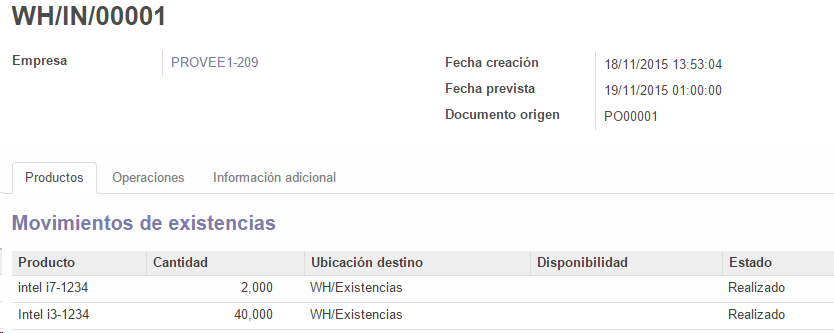 WH/IN/00001
Empresa PROVEE1-209
Fecha creación 18/11/2015 13:53:04
Fecha prevista 19/11/2015 01:00:00
Documento origen PO00001
Productos Operaciones Información adicional
Movimientos de existencias
Producto Cantidad Ubicación destino Disponibilidad Estado
intel i7-1234 2,000 WH/Existencias Realizado
Intel i3-1234 40,000 WH/Existencias Realizado